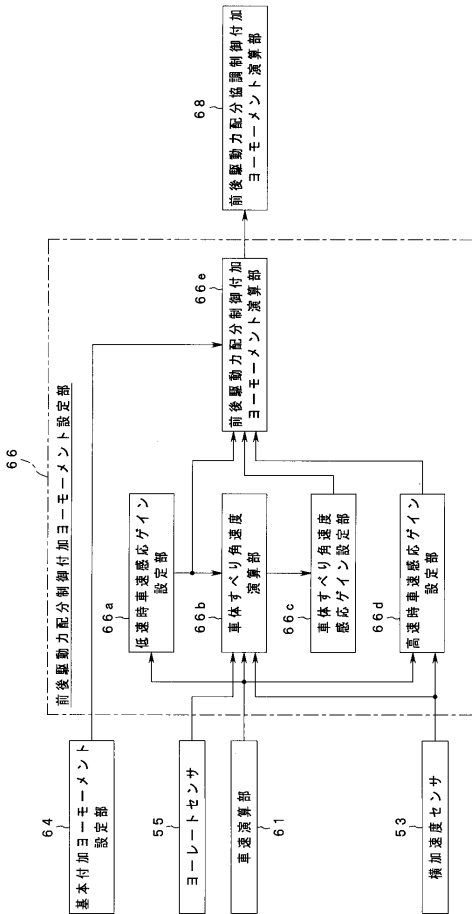 66
前後駆動力配分制御付加ヨーモーメント設定部
64
基本付加ヨーモーメント
設定部
55
ヨーレートセンサ
車速演算部
61
53
横加速度センサ
66a
低速時車速感応ゲイン
設定部
66b
車体すべり角速度
演算部
66c
車体すべり角速度
感応ゲイン設定部
66d
高速時車速感応ゲイン
設定部
66e
前後駆動力配分制御付加
ヨーモーメント演算部
68
前後駆動力配分協調制御付加
ヨーモーメント演算部